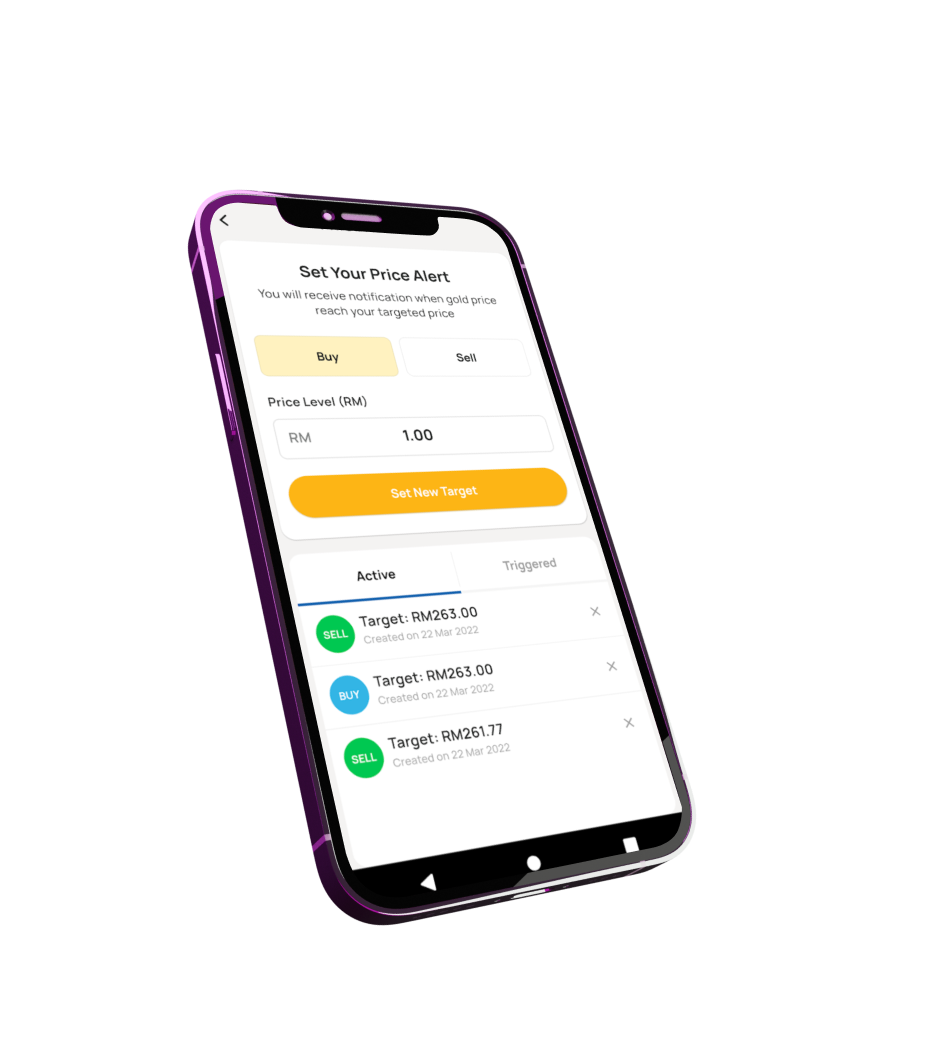 Set Your Price Alert
You will receive notification when gold price
reach your targeted price
Buy
Sell
Price Level (RM)
RM 1.00
Set New Target
Active
Triggered
SELL
Target: RM263.00
Created on 22 Mar 2022
BUY
Target: RM263.00
Created on 22 Mar 2022
SELL
Target: RM261.77
Created on 22 Mar 2022